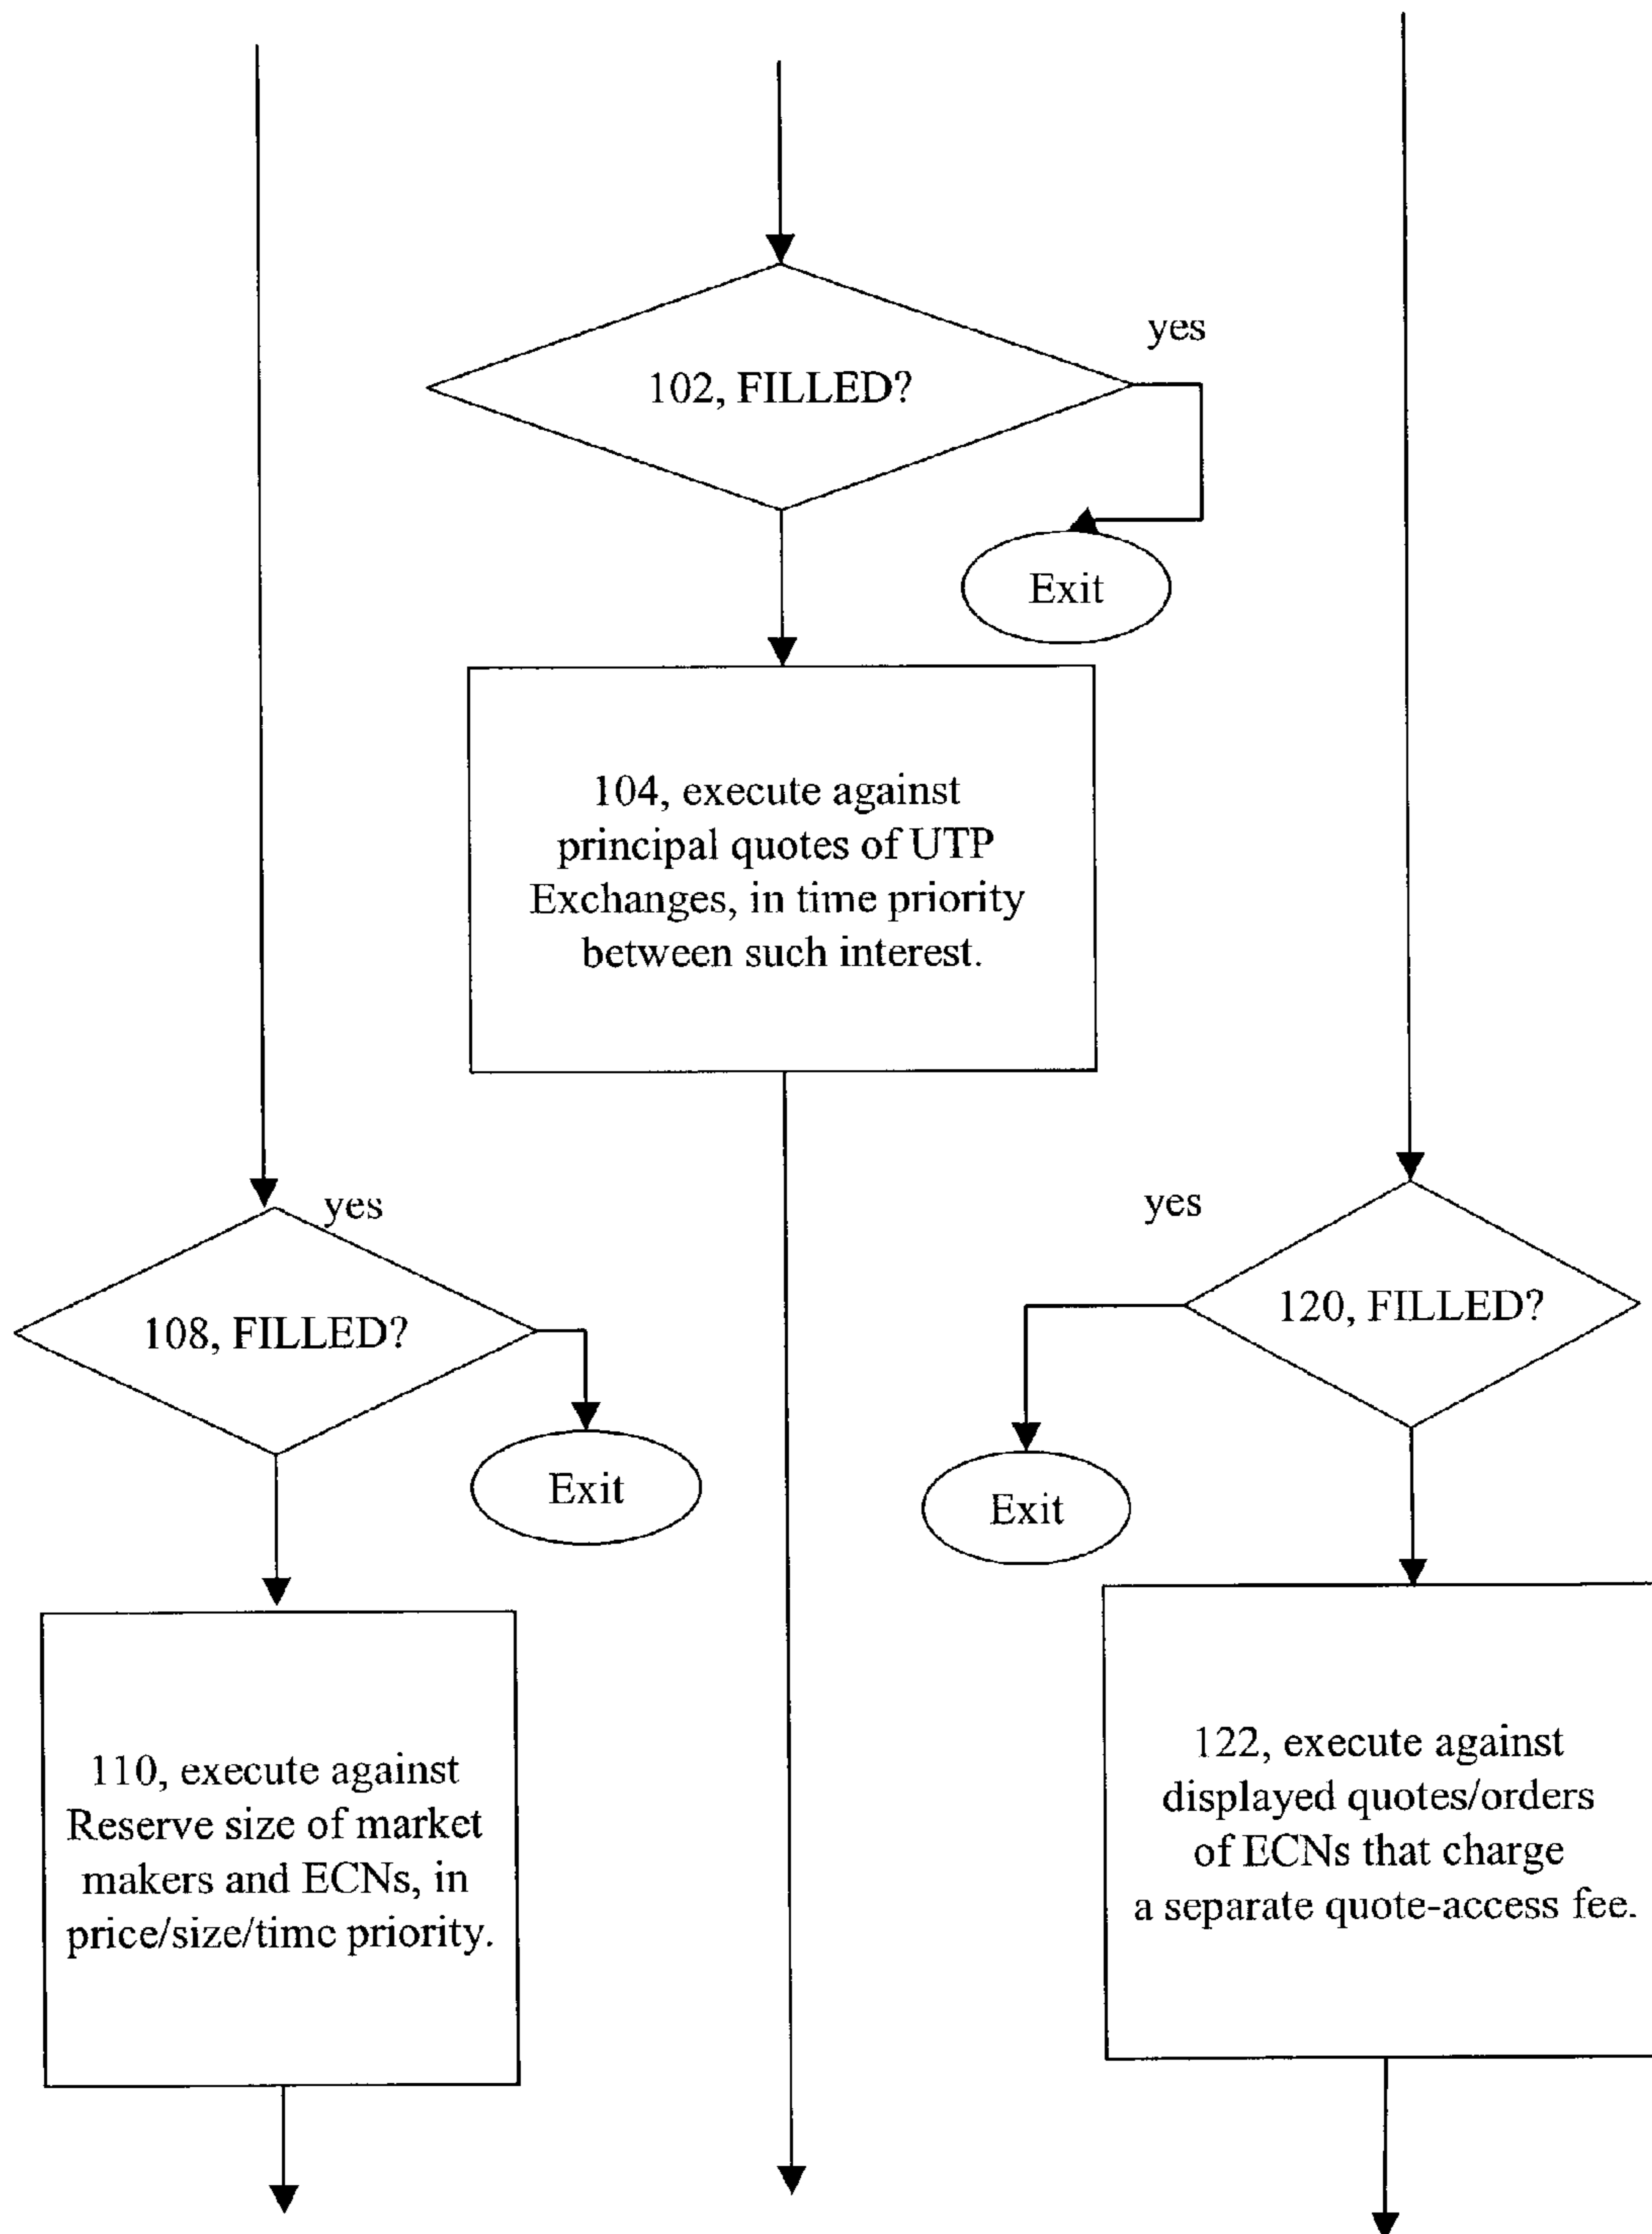 yes
102, FILLED?
Exit
104, execute against
principal quotes of UTP
Exchanges, in time priority
between such interest.
yes
108, FILLED?
Exit
110, execute against
Reserve size of market
makers and ECNs, in
price/size/time priority.
yes
120, FILLED?
Exit
122, execute against
displayed quotes/orders
of ECNs that charge
a separate quote-access fee.